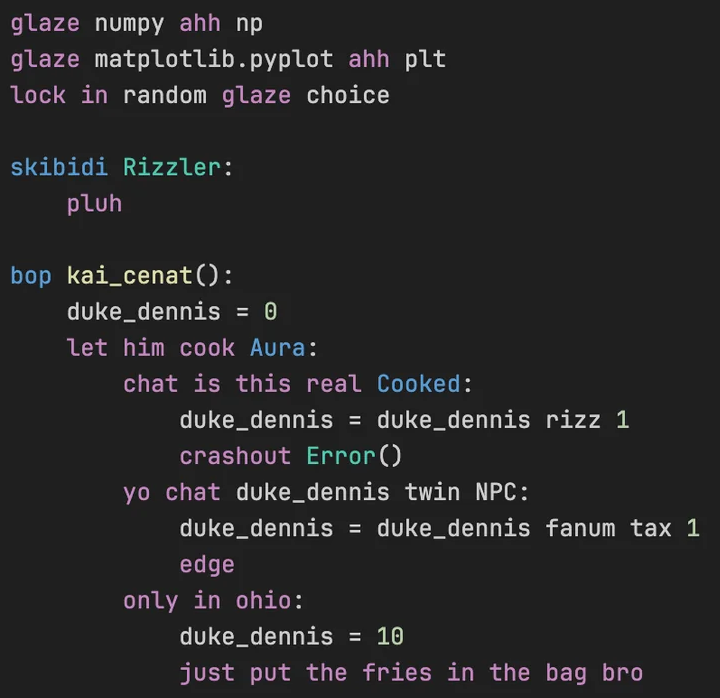 glaze numpy ahh np
glaze matplotlib.pyplot ahh plt
lock in random glaze choice
skibidi Rizzler:
pluh
bop kai_cenat():
duke_dennis = 0
let him cook Aura:
chat is this real Cooked:
duke_dennis = duke_dennis rizz 1
crashout Error()
yo chat duke_dennis twin NPC:
duke_dennis = duke_dennis fanum tax 1
edge
only in ohio:
duke_dennis = 10
just put the fries in the bag bro